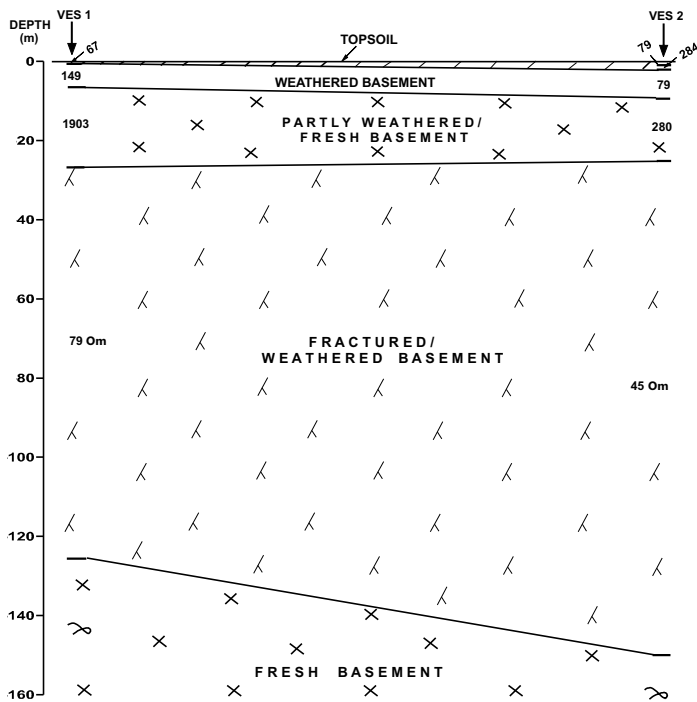 VES 1
VES 2
DEPTH
(m)
TOPSOIL
67
79
284
0
149
WEATHERED BASEMENT
79
1903
PARTLY WEATHERED/
FRESH BASEMENT
280
20
40
60
79 Om
FRACTURED/
WEATHERED BASEMENT
80
45 Om
100
120
140
FRESH BASEMENT
160